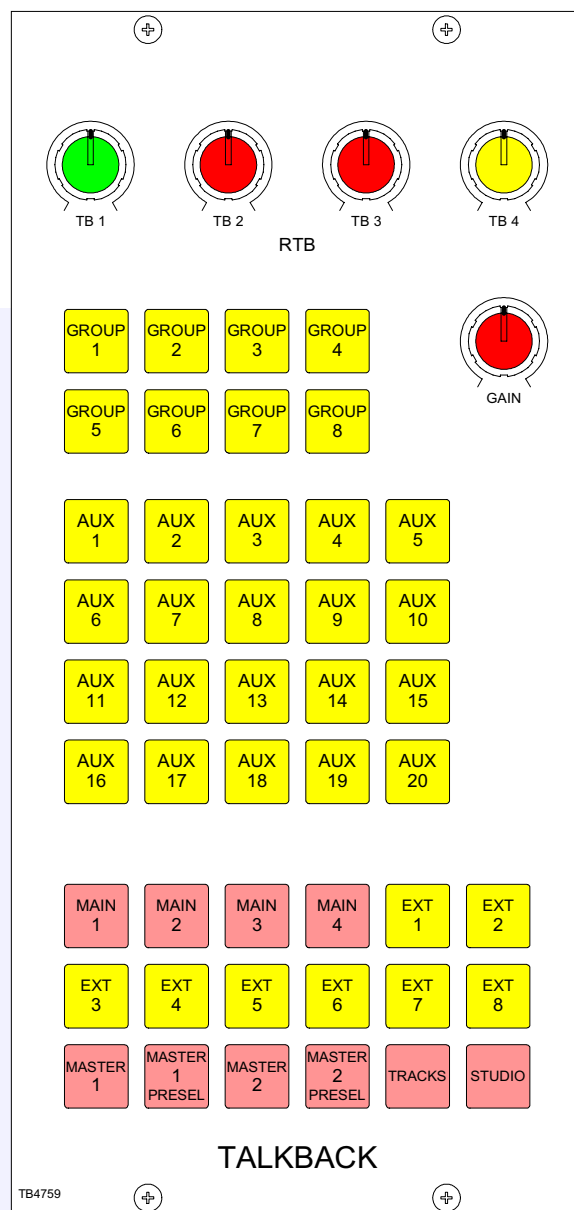 TB 1 TB 2 TB 3 TB 4
RTB
GROUP GROUP GROUP GROUP
1 2 3 4
GAIN
GROUP GROUP GROUP GROUP
5 6 7 8
AUX AUX AUX AUX AUX
1 2 3 4 5
AUX AUX AUX AUX AUX
6 7 8 9 10
AUX AUX AUX AUX AUX
11 12 13 14 15
AUX AUX AUX AUX AUX
16 17 18 19 20
MAIN MAIN MAIN MAIN EXT EXT
1 2 3 4 1 2
EXT EXT EXT EXT EXT EXT
3 4 5 6 7 8
MASTER MASTER MASTER MASTER TRACKS STUDIO
1 1 2 2
PRESEL PRESEL
TALKBACK
TB4759